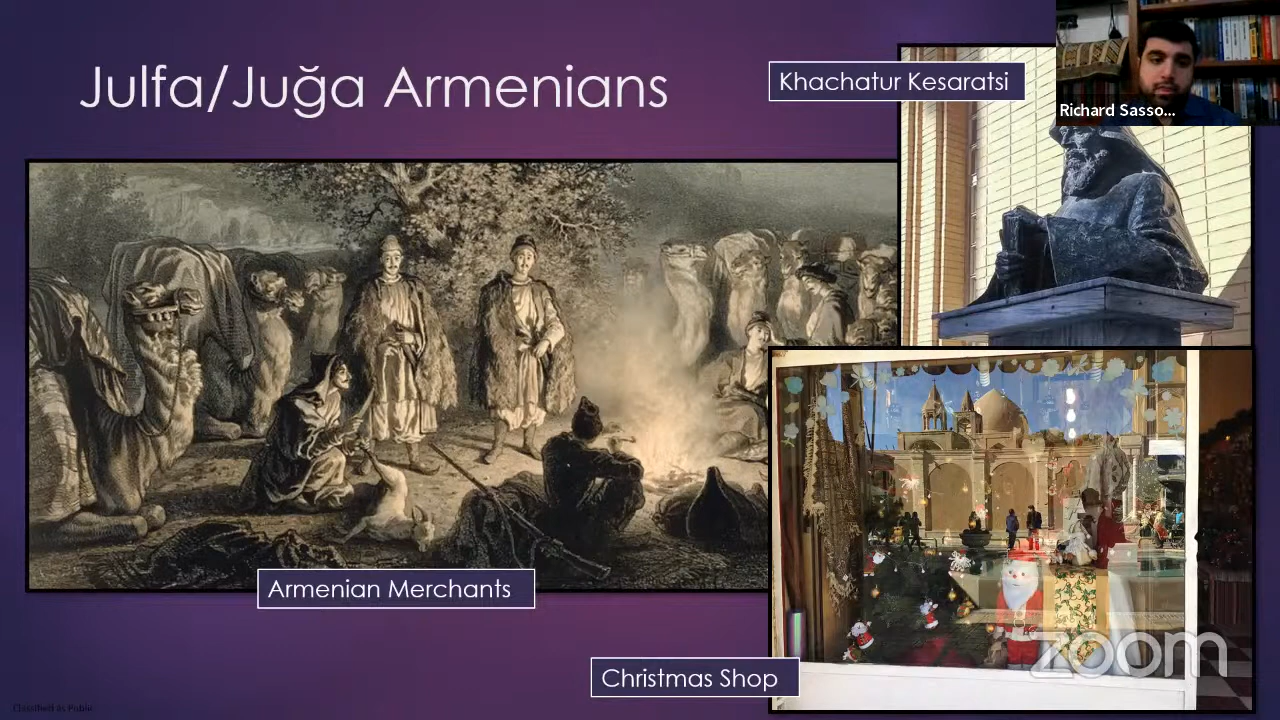 Julfa/Juğa Armenians
Khachatur Kesaratsi
Richard Sasso...
Armenian Merchants
Christmas Shop
zoom
Classified as Public